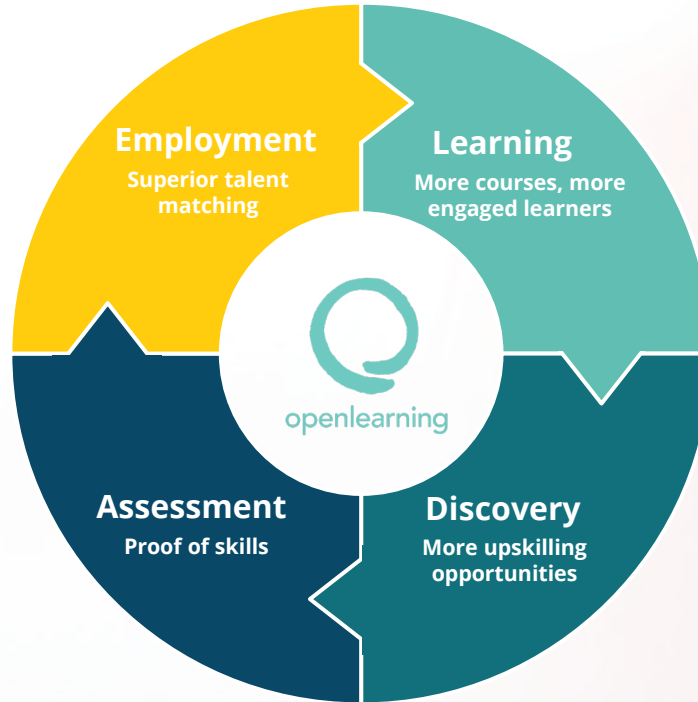 Employment
Superior talent
matching
Learning
More courses, more
engaged learners
openlearning
Assessment
Proof of skills
Discovery
More upskilling
opportunities